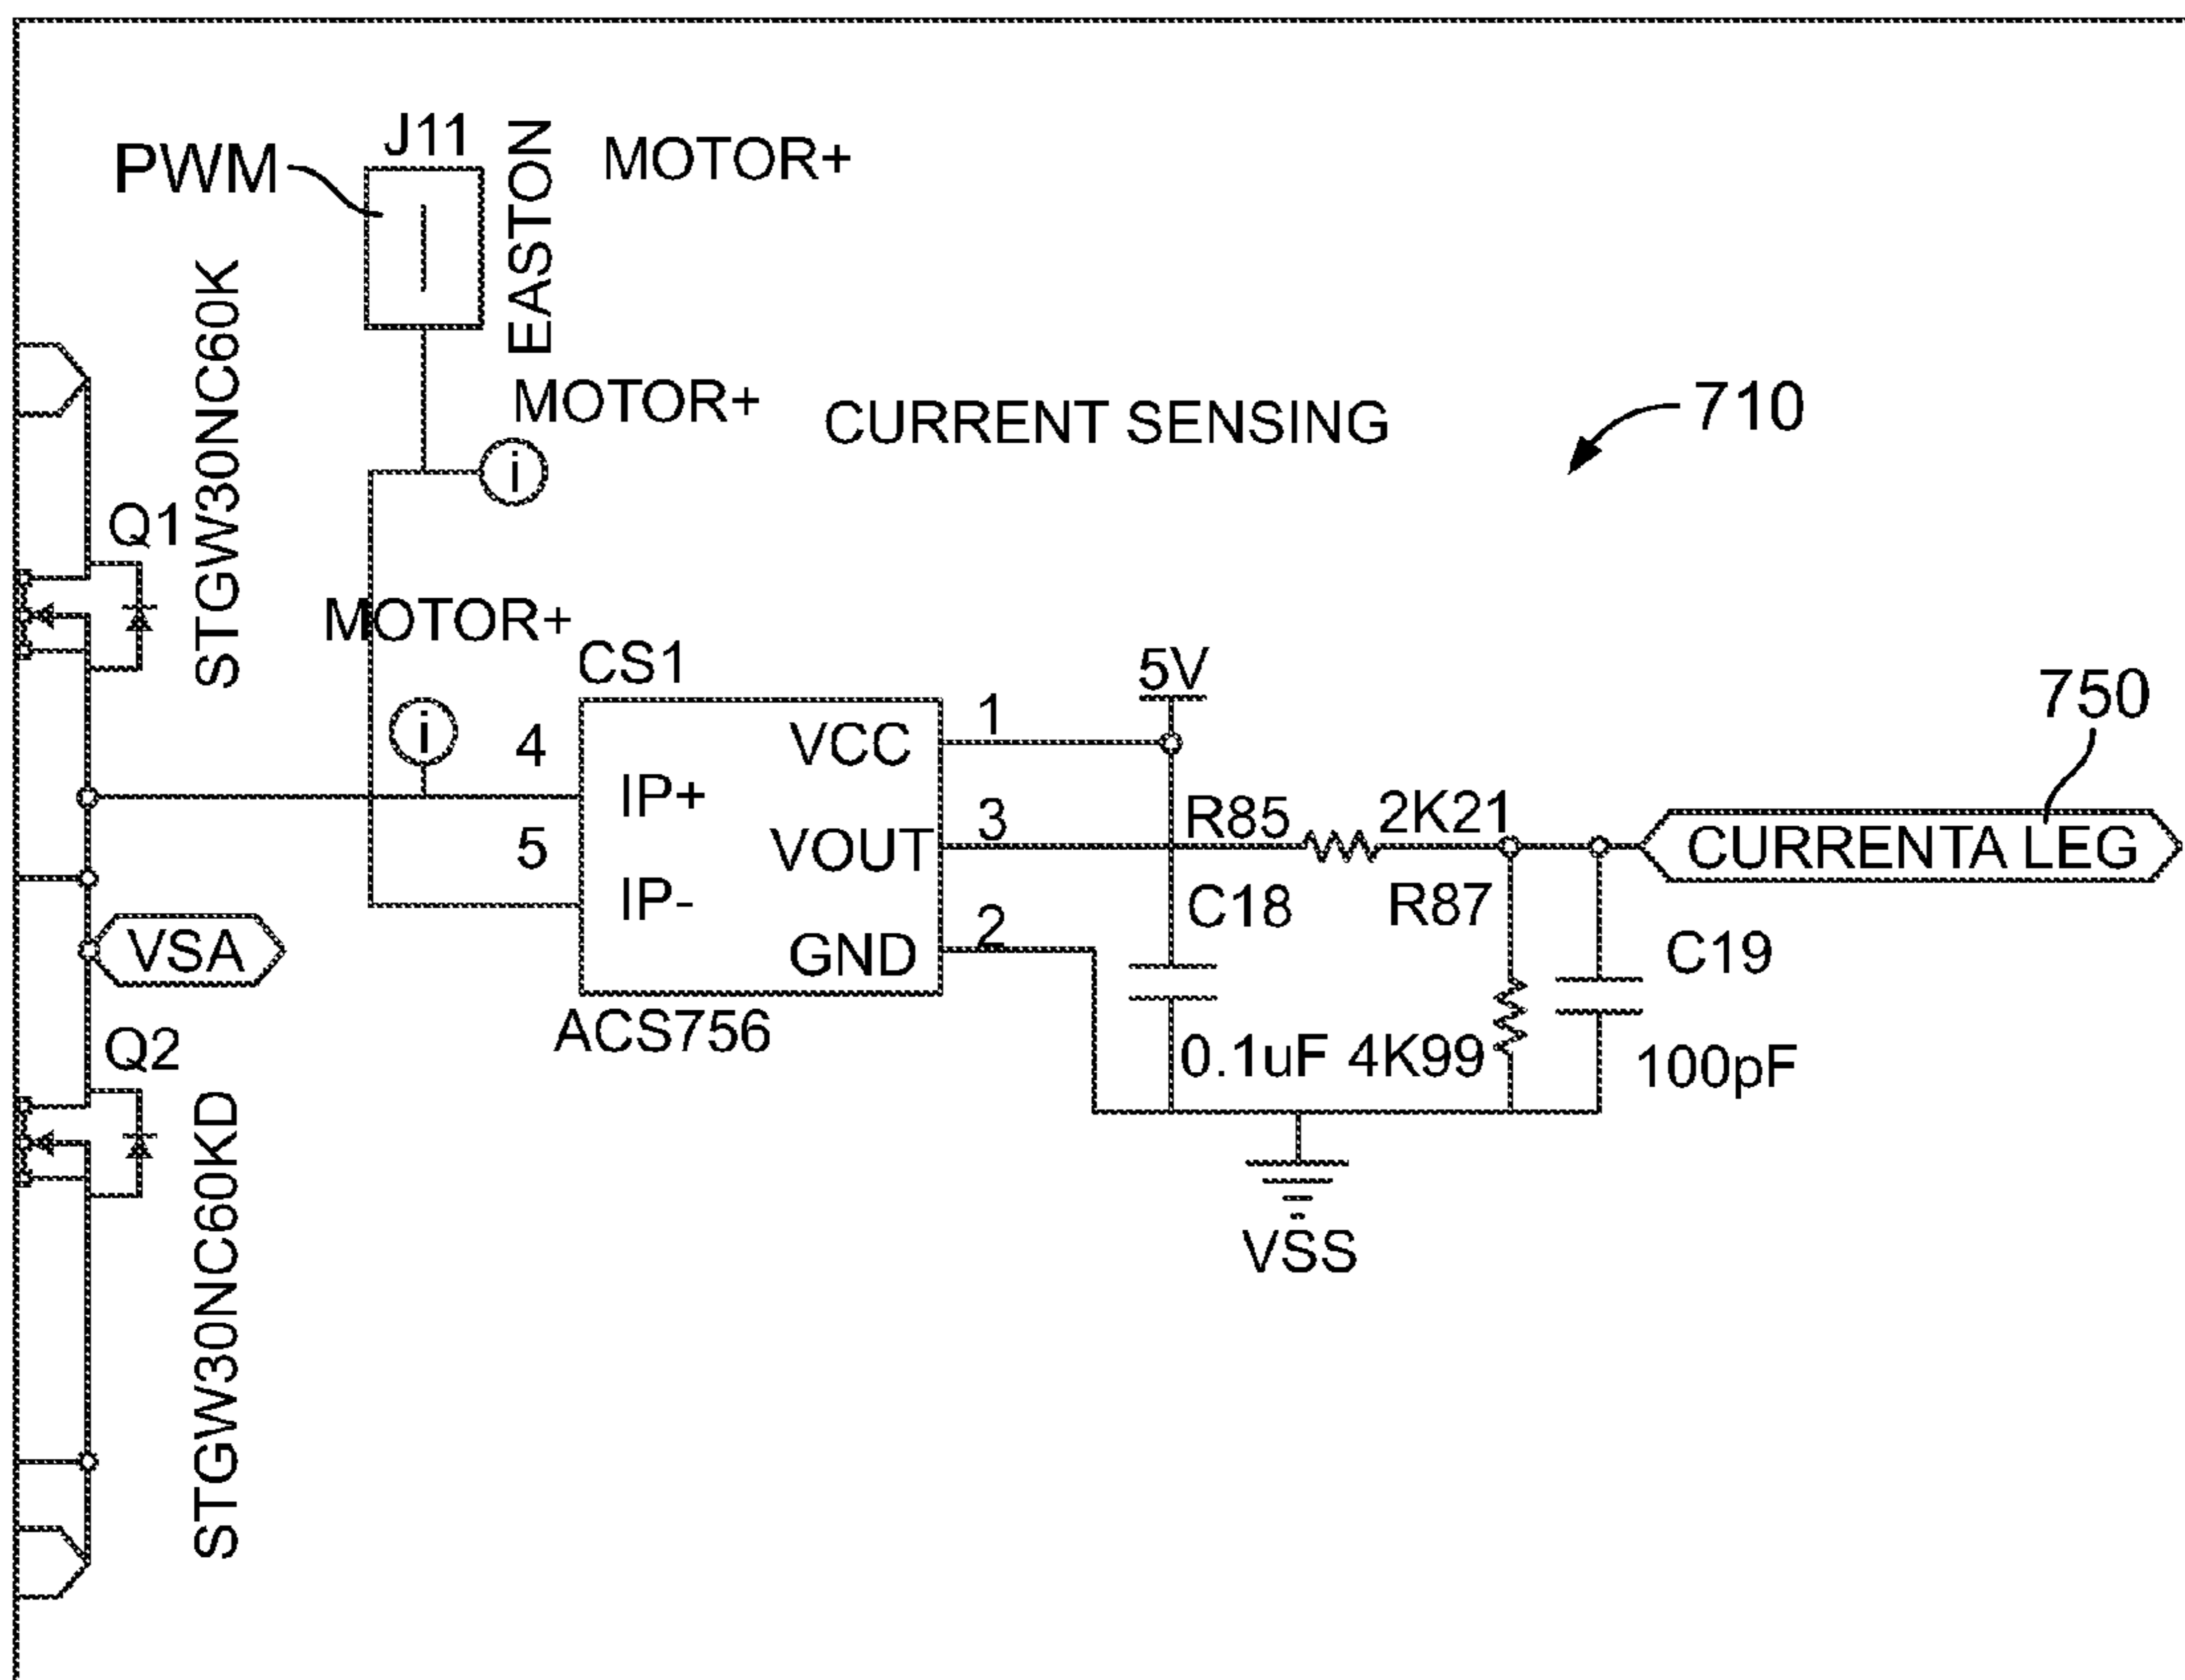 J11
PWM
EASTON
MOTOR+
MOTOR+
CURRENT SENSING
710
Q1
STGW30NC60K
MOTOR+
CS1
i
i
4
5
IP+
IP-
VCC
VOUT
GND
ACS756
1
3
2
5V
R85
2K21
750
CURRENTA LEG
C18
R87
C19
0.1uF
4K99
100pF
VSS
VSA
Q2
STGW30NC60KD